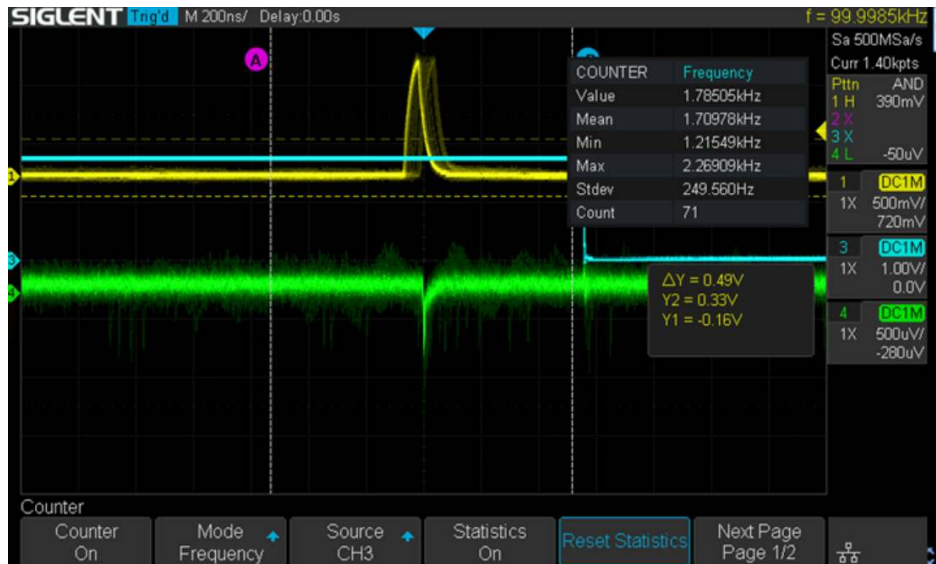 SIGLENT Trig'd M 200ns/ Delay:0.00s f = 99.9985kHz
Sa 500MSa/s
Curr 1.40kpts
Pttn AND
1 H 390mV
2 X
3 X
4 L -50uV
A
COUNTER Frequency
Value 1.78505kHz
Mean 1.70978kHz
Min 1.21549kHz
Max 2.26909kHz
Stdev 249.560Hz
Count 71
1 DC1M
1X 500mV/
720mV
3 DC1M
1X 1.00V/
0.0V
4 DC1M
1X 500uV/
-280uV
1
3
4
ΔY = 0.49V
Y2 = 0.33V
Y1 = -0.16V
Counter
Counter
On
Mode
Frequency
Source
CH3
Statistics
On
Reset Statistics
Next Page
Page 1/2